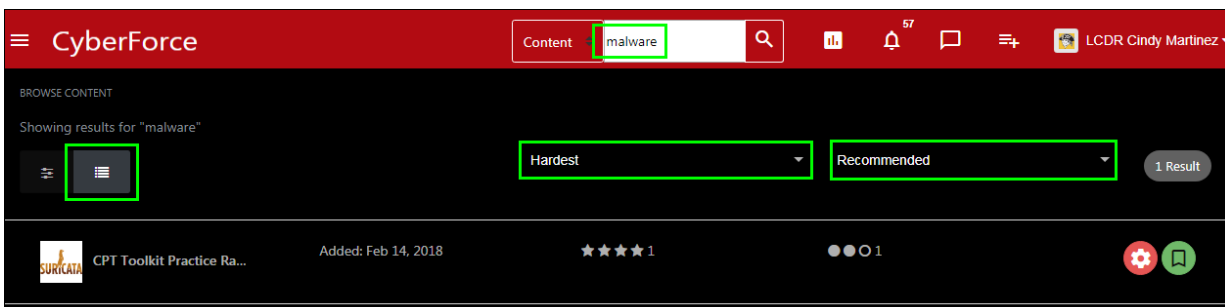 CyberForce
Content
malware
57
LCDR Cindy Martinez
BROWSE CONTENT
Showing results for "malware"
Hardest
Recommended
1 Result
SURICATA
CPT Toolkit Practice Ra...
Added: Feb 14, 2018
1
1